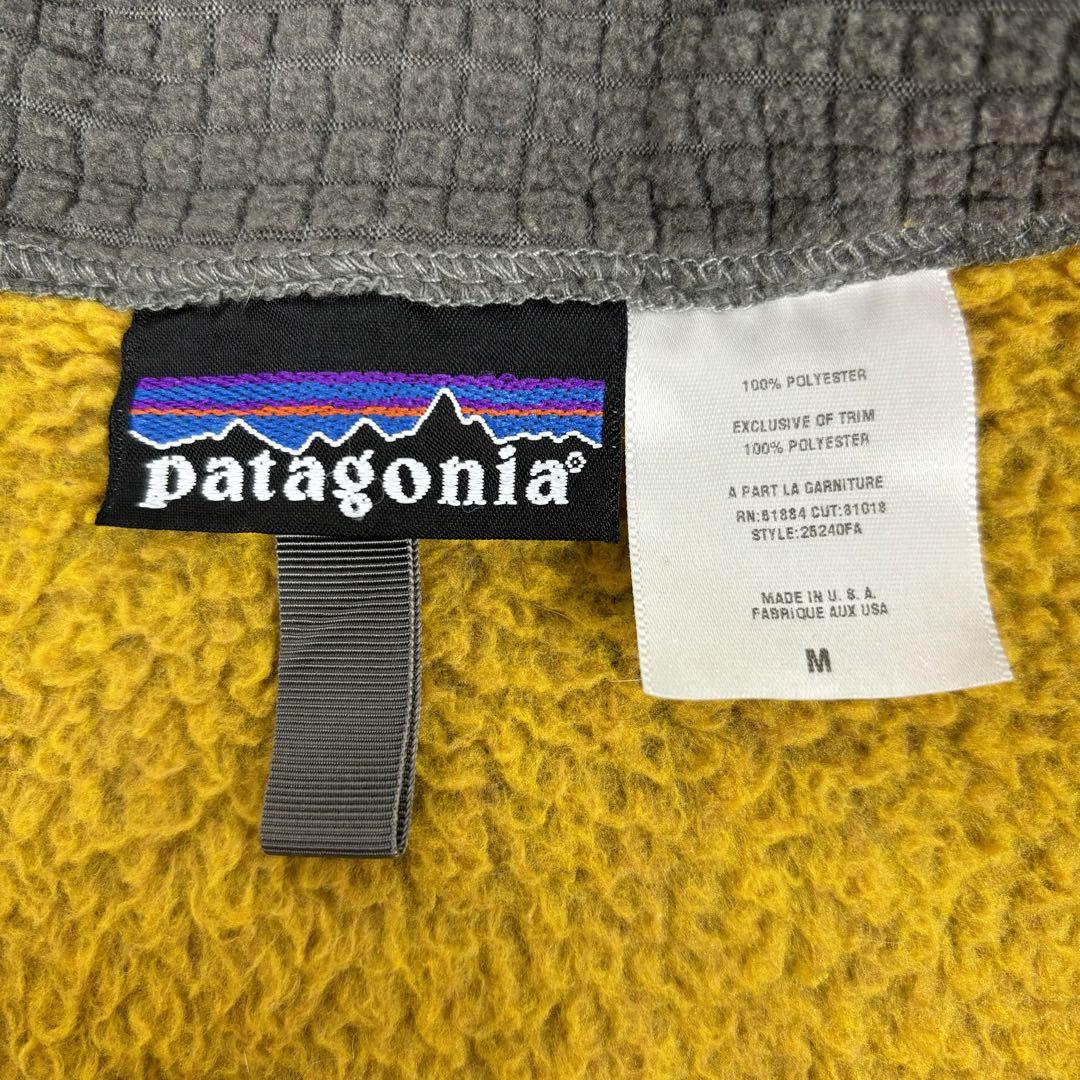 patagonia®
100% POLYESTER
EXCLUSIVE OF TRIM
100% POLYESTER
A PART LA GARNITURE
RN:51884 CUT:31018
STYLE:25240FA
MADE IN U. S. A.
FABRIQUE AUX USA
M